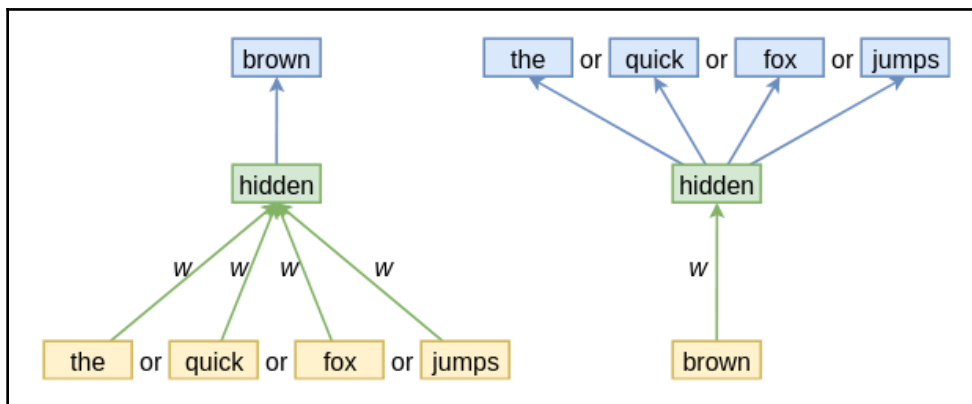 brown
the or quick or fox or jumps
hidden
hidden
w w w w
w
the or quick or fox or jumps
brown